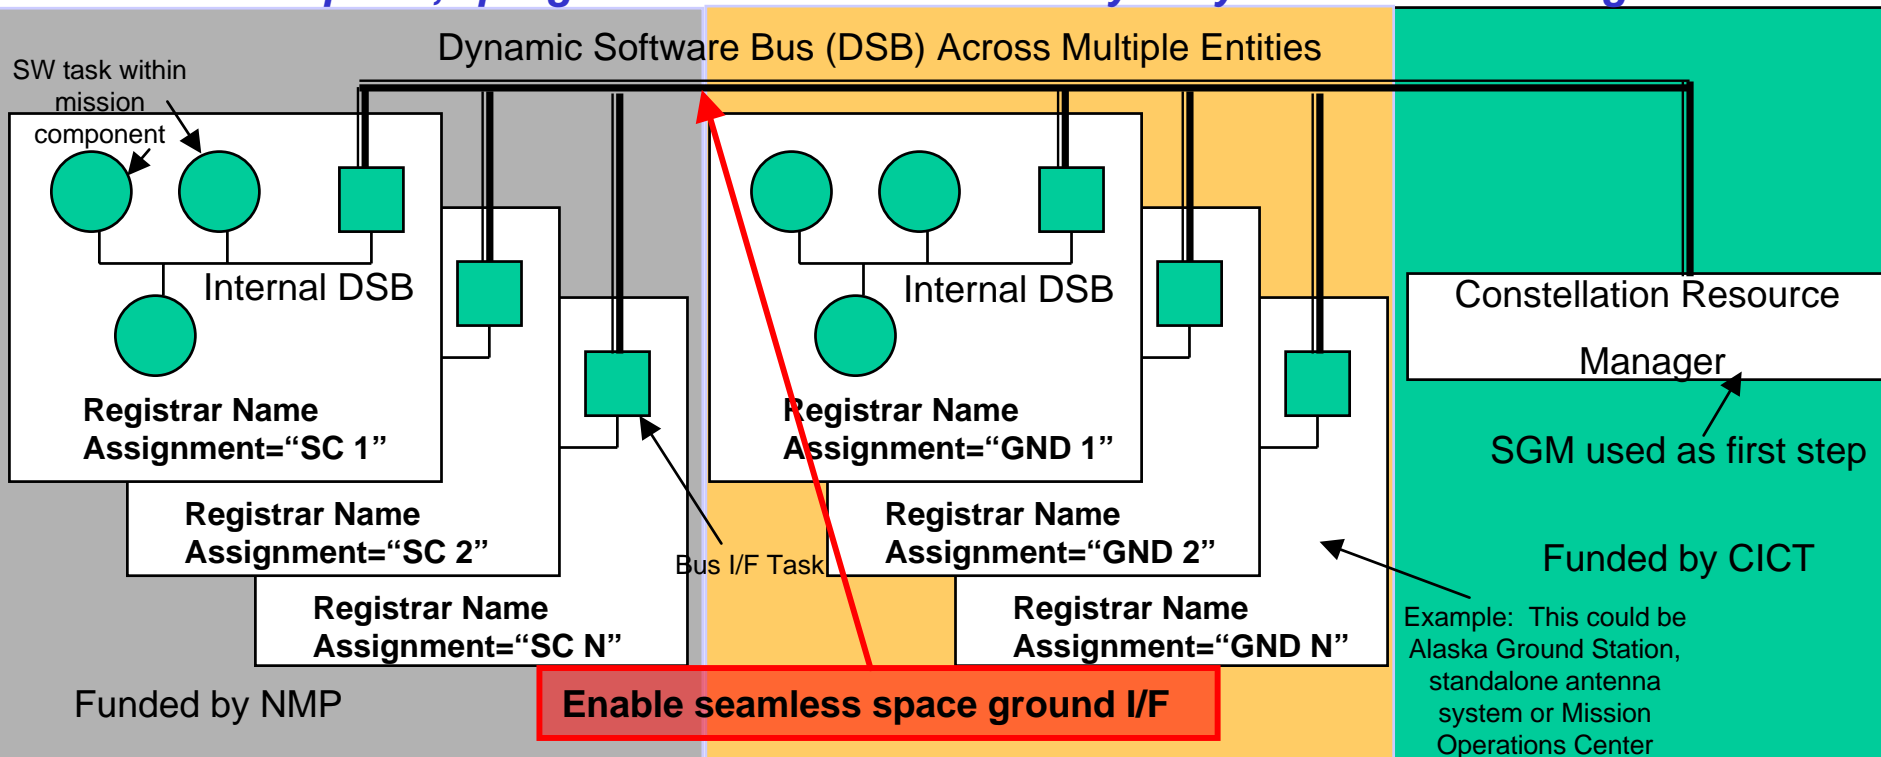 Dynamic Software Bus (DSB) Across Multiple Entities
SW task within
mission
component
Internal DSB
Registrar Name
Assignment=“SC 1”
Registrar Name
Assignment=“SC 2”
Registrar Name
Assignment=“SC N”
Bus I/F Task
Funded by NMP
Internal DSB
Registrar Name
Assignment=“GND 1”
Registrar Name
Assignment=“GND 2”
Registrar Name
Assignment=“GND N”
Enable seamless space ground I/F
Constellation Resource
Manager
SGM used as first step
Funded by CICT
Example: This could be
Alaska Ground Station,
standalone antenna
system or Mission
Operations Center